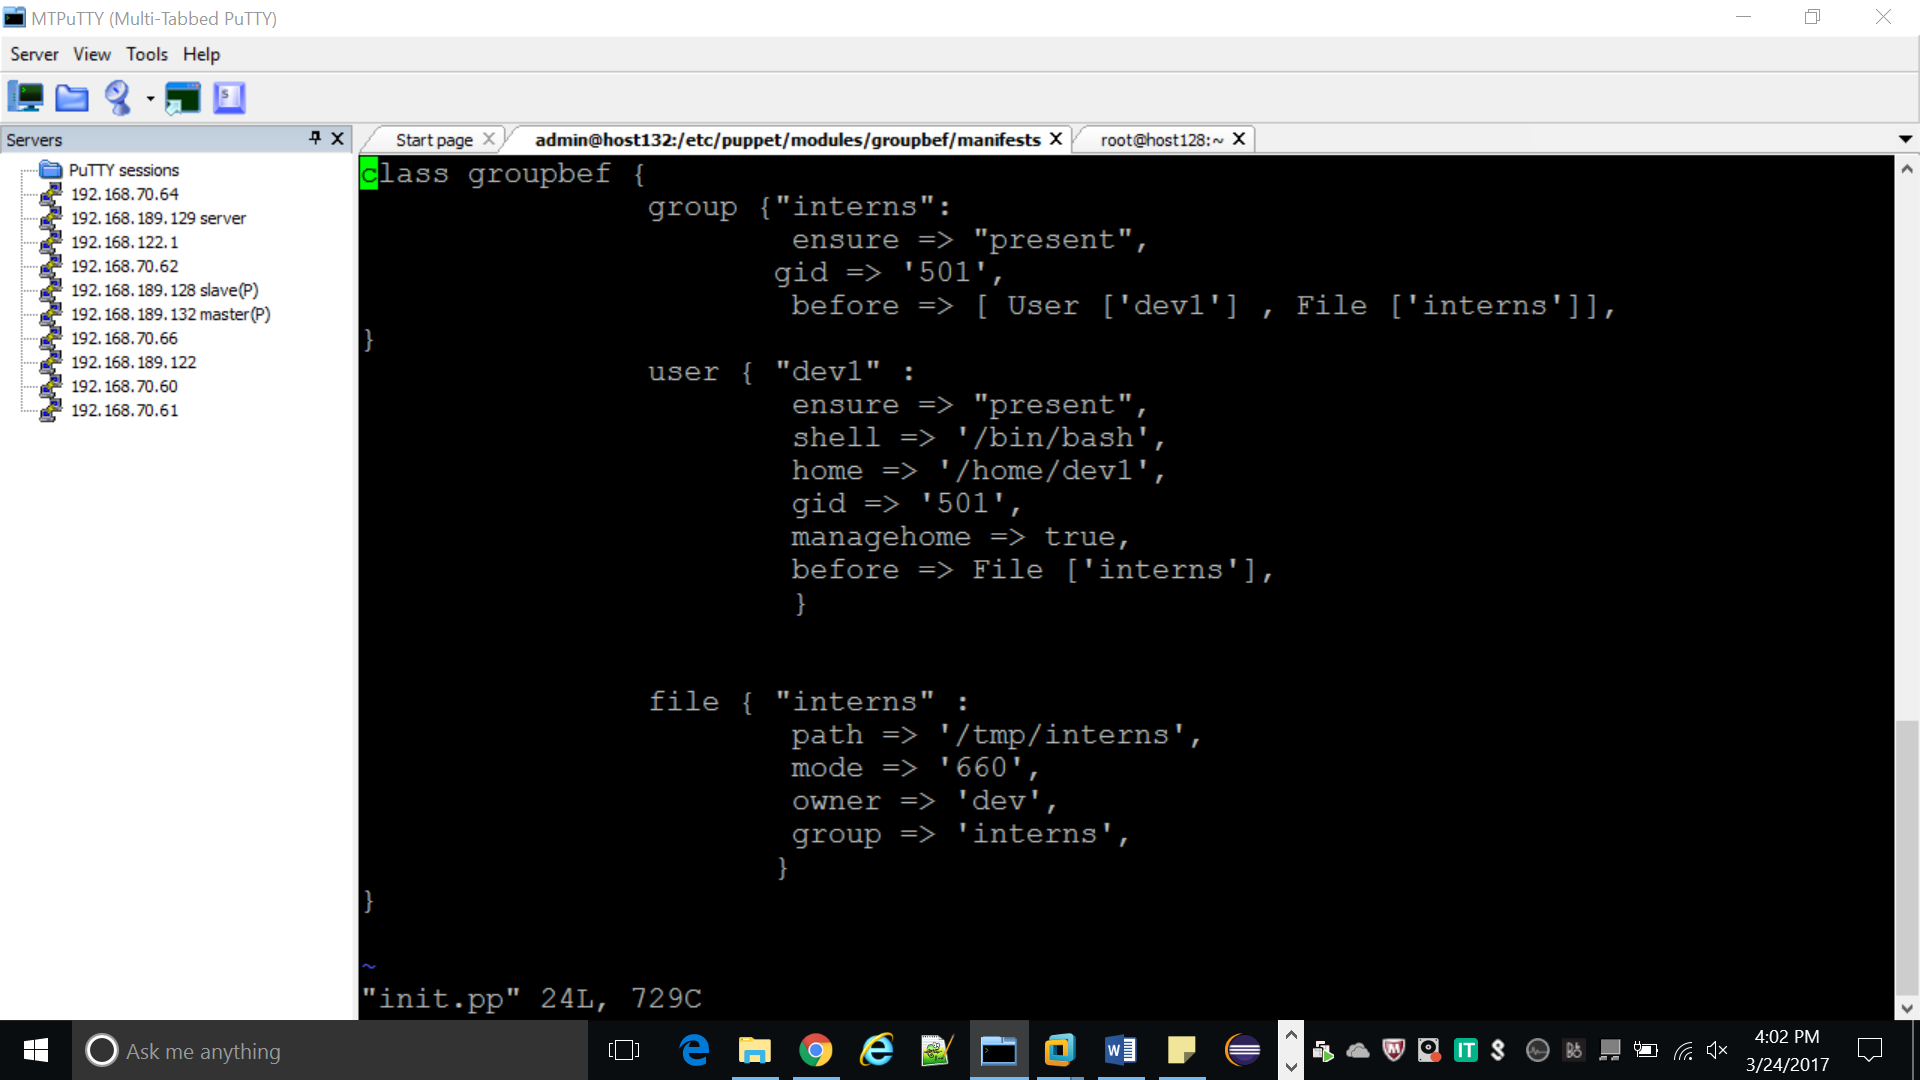 MTPuTTY (Multi-Tabbed PuTTY)
Server View Tools Help
Servers
PuTTY sessions
192.168.70.64
192.168.189.129 server
192.168.122.1
192.168.70.62
192.168.189.128 slave(P)
192.168.189.132 master(P)
192.168.70.66
192.168.189.122
192.168.70.60
192.168.70.61
Start page admin@host132:/etc/puppet/modules/groupbef/manifests root@host128:~
class groupbef {
group {"interns":
ensure => "present",
gid => '501',
before => [ User ['dev1'] , File ['interns']],
}
user { "dev1" :
ensure => "present",
shell => '/bin/bash',
home => '/home/dev1',
gid => '501',
managehome => true,
before => File ['interns'],
}
file { "interns" :
path => '/tmp/interns',
mode => '660',
owner => 'dev',
group => 'interns',
}
}
~
"init.pp" 24L, 729C
Ask me anything
4:02 PM
3/24/2017